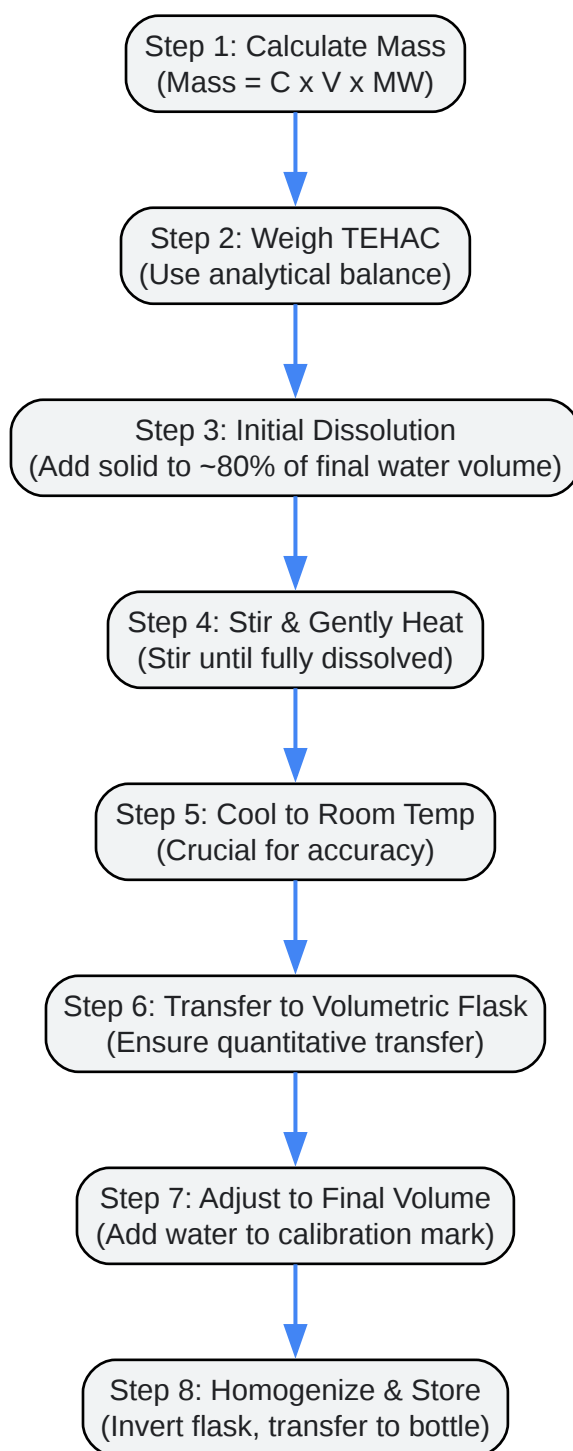 Step 1: Calculate Mass
(Mass = C x V x MW)
Step 2: Weigh TEHAC
(Use analytical balance)
Step 3: Initial Dissolution
(Add solid to ~80% of final water volume)
Step 4: Stir & Gently Heat
(Stir until fully dissolved)
Step 5: Cool to Room Temp
(Crucial for accuracy)
Step 6: Transfer to Volumetric Flask
(Ensure quantitative transfer)
Step 7: Adjust to Final Volume
(Add water to calibration mark)
Step 8: Homogenize & Store
(Invert flask, transfer to bottle)